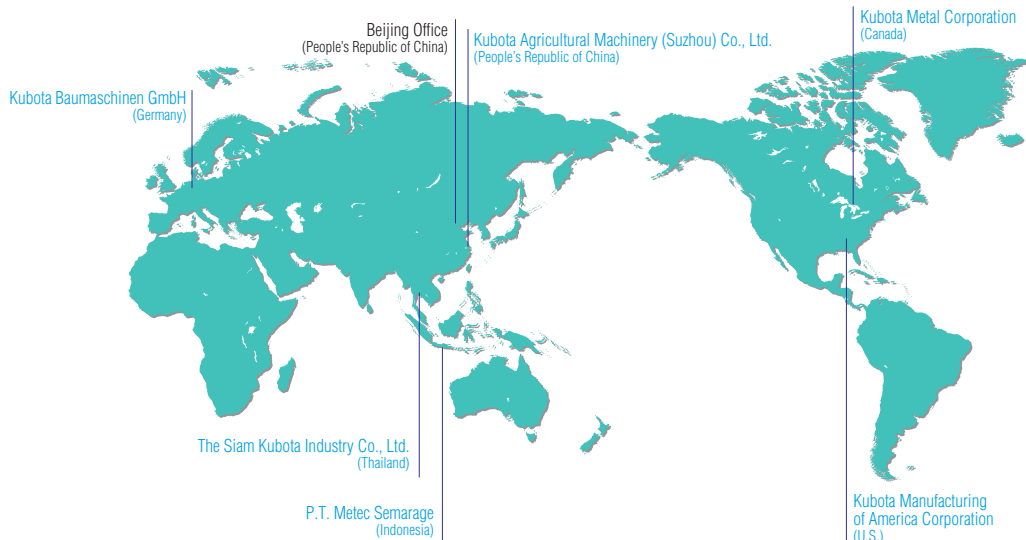 Beijing Office
(People's Republic of China)
Kubota Agricultural Machinery (Suzhou) Co., Ltd.
(People's Republic of China)
Kubota Metal Corporation
(Canada)
Kubota Baumaschinen GmbH
(Germany)
The Siam Kubota Industry Co., Ltd.
(Thailand)
P.T. Metec Semarage
(Indonesia)
Kubota Manufacturing
of America Corporation
(U.S.)